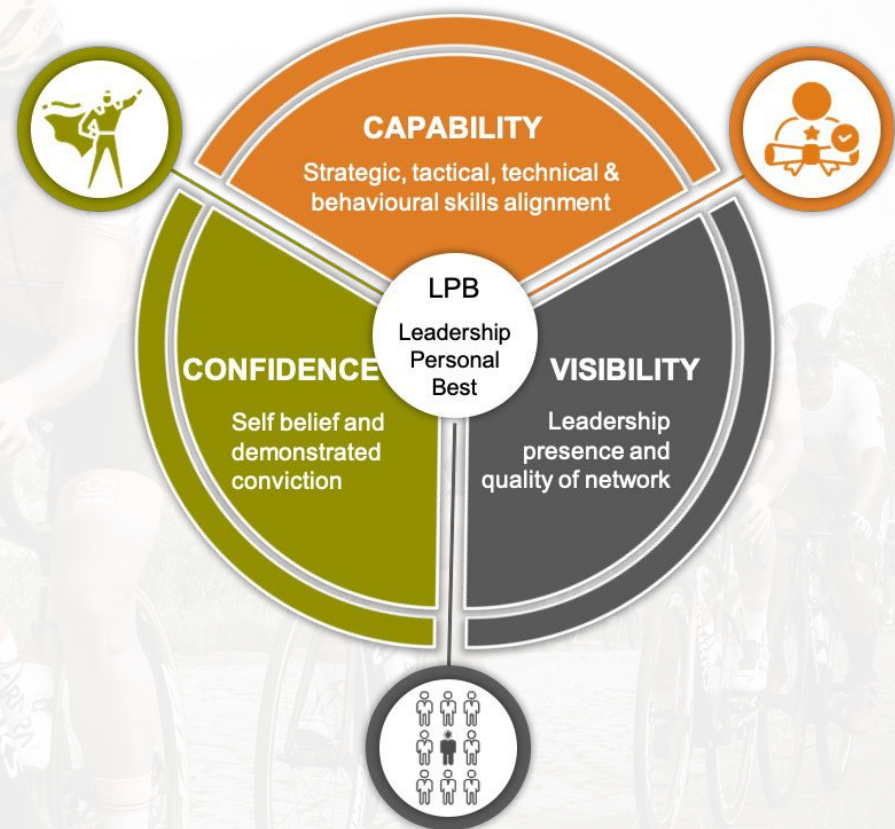 CAPABILITY
Strategic, tactical, technical &
behavioural skills alignment
LPB
Leadership
Personal
Best
CONFIDENCE
Self belief and
demonstrated
conviction
VISIBILITY
Leadership
presence and
quality of network